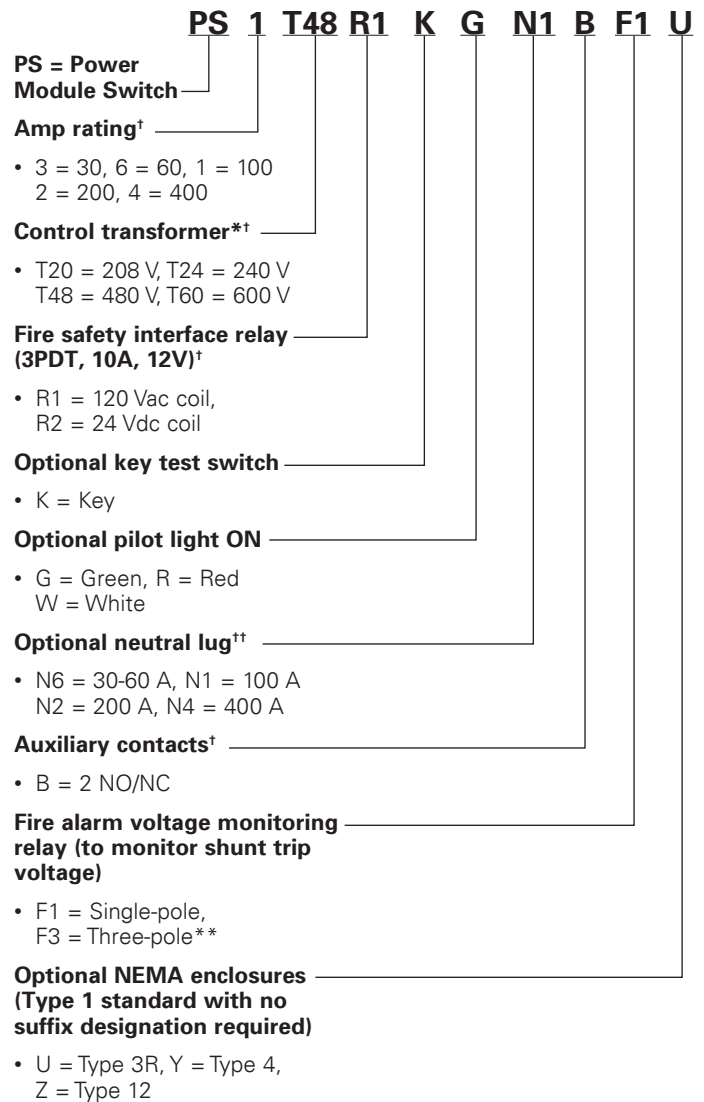 PS 1 T48 R1 K G N1 B F1 U
PS = Power
Module Switch
Amp rating†
• 3 = 30, 6 = 60, 1 = 100
2 = 200, 4 = 400
Control transformer*†
• T20 = 208 V, T24 = 240 V
T48 = 480 V, T60 = 600 V
Fire safety interface relay
(3PDT, 10A, 12V)†
• R1 = 120 Vac coil,
R2 = 24 Vdc coil
Optional key test switch
• K = Key
Optional pilot light ON
• G = Green, R = Red
W = White
Optional neutral lug††
• N6 = 30-60 A, N1 = 100 A
N2 = 200 A, N4 = 400 A
Auxiliary contacts†
• B = 2 NO/NC
Fire alarm voltage monitoring
relay (to monitor shunt trip
voltage)
• F1 = Single-pole,
F3 = Three-pole**
Optional NEMA enclosures
(Type 1 standard with no
suffix designation required)
• U = Type 3R, Y = Type 4,
Z = Type 12